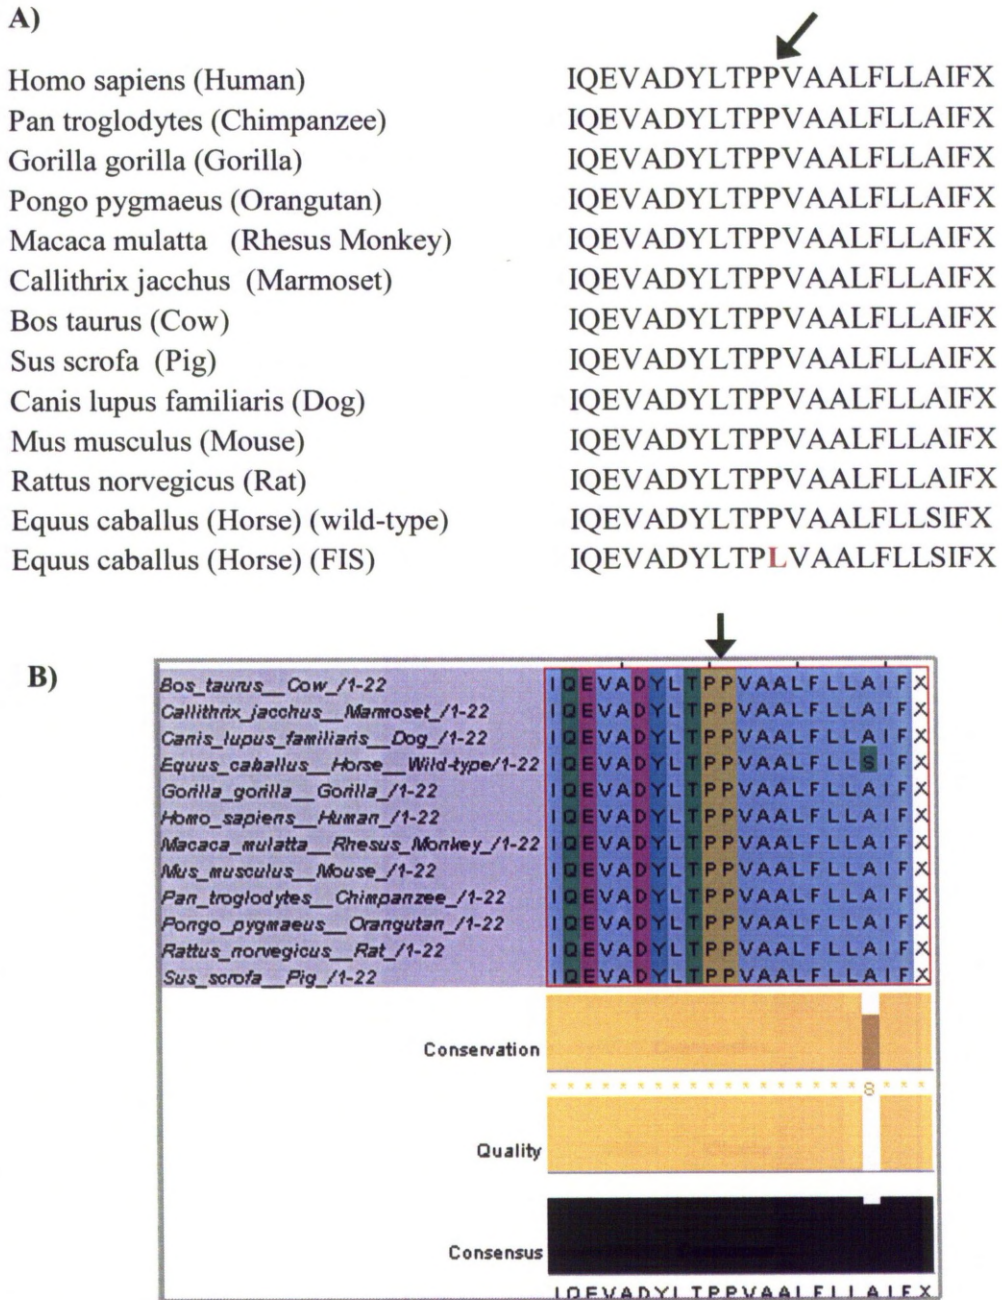 A)
Homo sapiens (Human) IQEVADYLTPPVAALFLLAIFX
Pan troglodytes (Chimpanzee) IQEVADYLTPPVAALFLLAIFX
Gorilla gorilla (Gorilla) IQEVADYLTPPVAALFLLAIFX
Pongo pygmaeus (Orangutan) IQEVADYLTPPVAALFLLAIFX
Macaca mulatta (Rhesus Monkey) IQEVADYLTPPVAALFLLAIFX
Callithrix jacchus (Marmoset) IQEVADYLTPPVAALFLLAIFX
Bos taurus (Cow) IQEVADYLTPPVAALFLLAIFX
Sus scrofa (Pig) IQEVADYLTPPVAALFLLAIFX
Canis lupus familiaris (Dog) IQEVADYLTPPVAALFLLAIFX
Mus musculus (Mouse) IQEVADYLTPPVAALFLLAIFX
Rattus norvegicus (Rat) IQEVADYLTPPVAALFLLAIFX
Equus caballus (Horse) (wild-type) IQEVADYLTPPVAALFLLSIFX
Equus caballus (Horse) (FIS) IQEVADYLTPLVAALFLLSIFX
B)
Bos_taurus__Cow_/1-22 IQEVADYLTPPVAALFLLAIFX
Callithrix_jacchus__Marmoset_/1-22 IQEVADYLTPPVAALFLLAIFX
Canis_lupus_familiaris__Dog_/1-22 IQEVADYLTPPVAALFLLAIFX
Equus_caballus__Horse__Wild-type/1-22 IQEVADYLTPPVAALFLLSIFX
Gorilla_gorilla__Gorilla_/1-22 IQEVADYLTPPVAALFLLAIFX
Homo_sapiens__Human_/1-22 IQEVADYLTPPVAALFLLAIFX
Macaca_mulatta__Rhesus_Monkey_/1-22 IQEVADYLTPPVAALFLLAIFX
Mus_musculus__Mouse_/1-22 IQEVADYLTPPVAALFLLAIFX
Pan_troglodytes__Chimpanzee_/1-22 IQEVADYLTPPVAALFLLAIFX
Pongo_pygmaeus__Orangutan_/1-22 IQEVADYLTPPVAALFLLAIFX
Rattus_norvegicus__Rat_/1-22 IQEVADYLTPPVAALFLLAIFX
Sus_scrofa__Pig_/1-22 IQEVADYLTPPVAALFLLAIFX
Conservation
* * * * * * * * * * * * * * * * * * 8 * * *
Quality
Consensus
IQEVADYLTPPVAALFLLAIFX